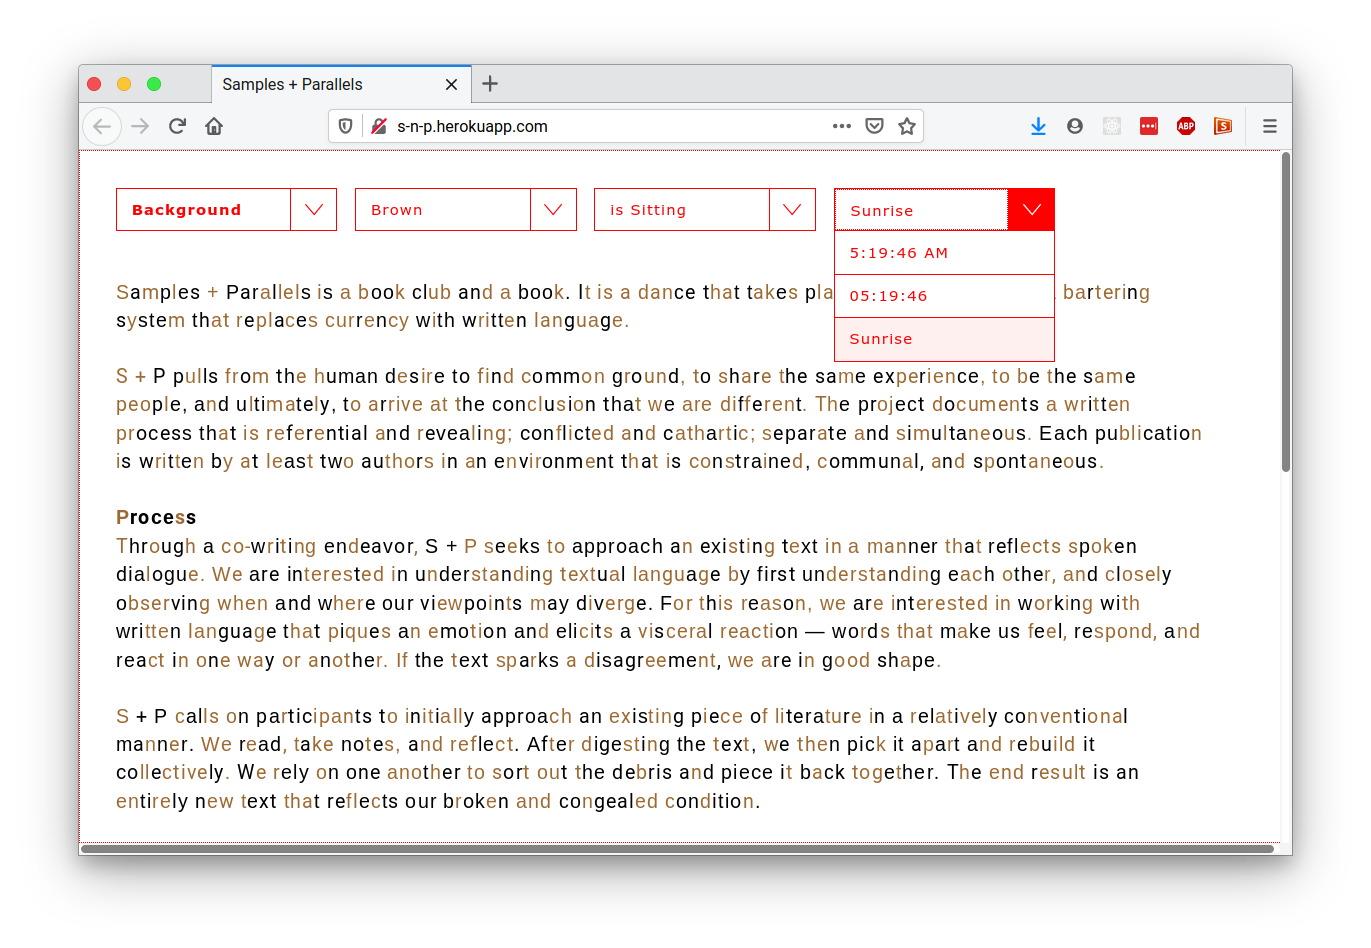 Samples + Parallels
s-n-p.herokuapp.com
ABP
S
Background Brown is Sitting Sunrise
5:19:46 AM
05:19:46
Sunrise
Samples + Parallels is a book club and a book. It is a dance that takes bartering
system that replaces currency with written language.
S + P pulls from the human desire to find common ground, to share the same experience, to be the same
people, and ultimately, to arrive at the conclusion that we are different. The project documents a written
process that is referential and revealing; conflicted and cathartic; separate and simultaneous. Each publication
is written by at least two authors in an environment that is constrained, communal, and spontaneous.
Process
Through a co-writing endeavor, S + P seeks to approach an existing text in a manner that reflects spoken
dialogue. We are interested in understanding textual language by first understanding each other, and closely
observing when and where our viewpoints may diverge. For this reason, we are interested in working with
written language that piques an emotion and elicits a visceral reaction — words that make us feel, respond, and
react in one way or another. If the text sparks a disagreement, we are in good shape.
S + P calls on participants to initially approach an existing piece of literature in a relatively conventional
manner. We read, take notes, and reflect. After digesting the text, we then pick it apart and rebuild it
collectively. We rely on one another to sort out the debris and piece it back together. The end result is an
entirely new text that reflects our broken and congealed condition.